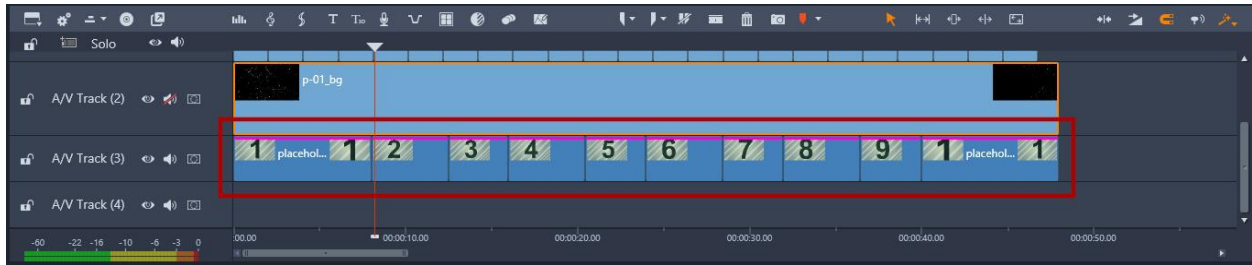 T T
Solo
p-01_bg
A/V Track (2)
A/V Track (3)
1 placehol... 1 2 3 4 5 6 7 8 9 1 placehol... 1
A/V Track (4)
-60 -22 -16 -10 -6 -3 0
:00.00 00:00:10.00 00:00:20.00 00:00:30.00 00:00:40.00 00:00:50.00